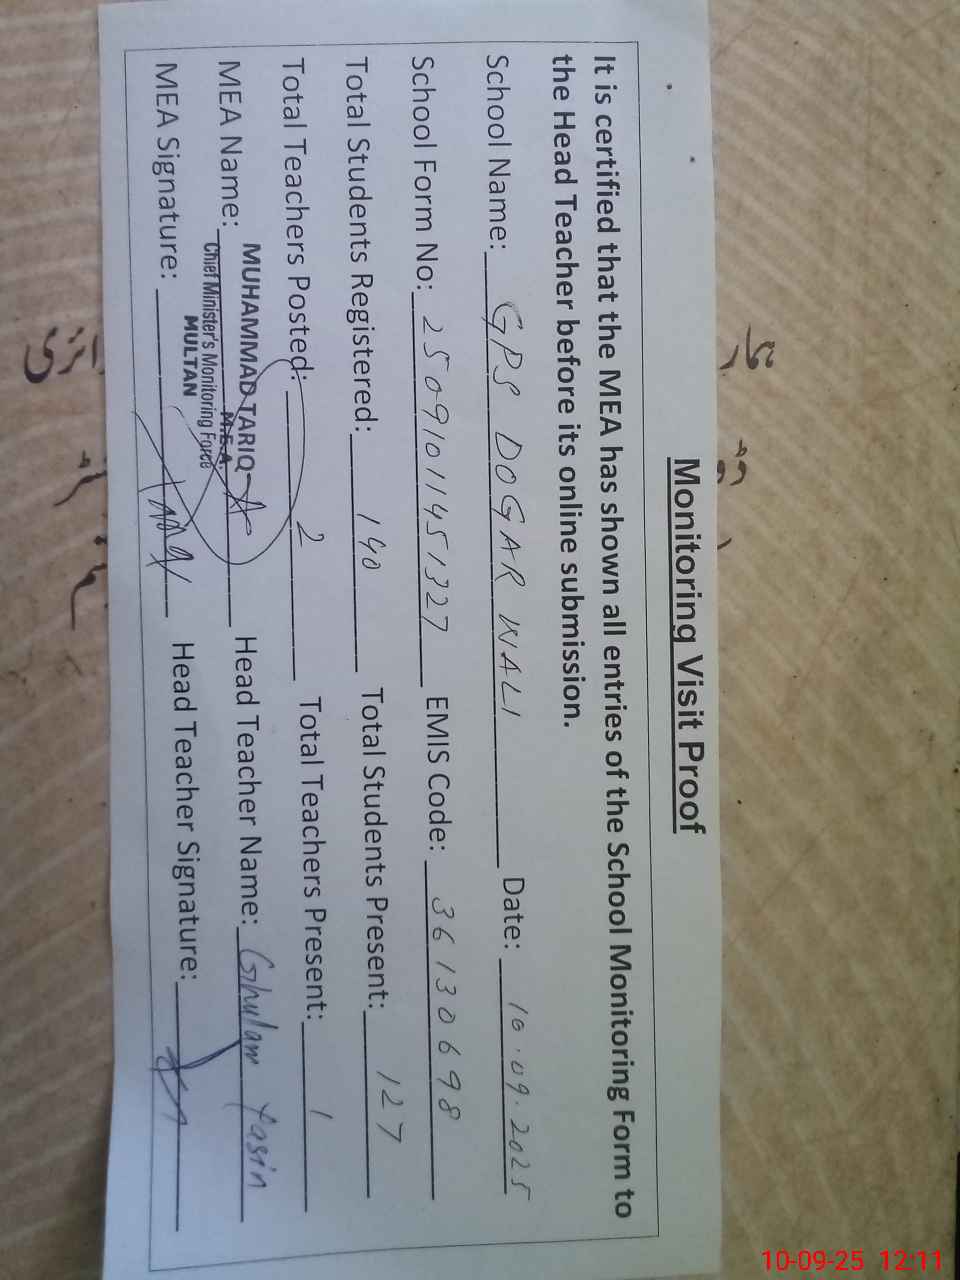 Monitoring Visit Proof
It is certified that the MEA has shown all entries of the School Monitoring Form to
the Head Teacher before its online submission.
School Name: GPS DOGAR WALI Date: 10.09.2025
School Form No: 25091011451327 EMIS Code: 36130698
Total Students Registered: 140 Total Students Present: 127
Total Teachers Posted: 2 Total Teachers Present: 1
MEA Name: MUHAMMAD TARIQ Head Teacher Name: Ghulam Yasin
M.E.A.
Chief Minister's Monitoring Force
MULTAN
MEA Signature: Tariq Head Teacher Signature:
10-09-25 12:11